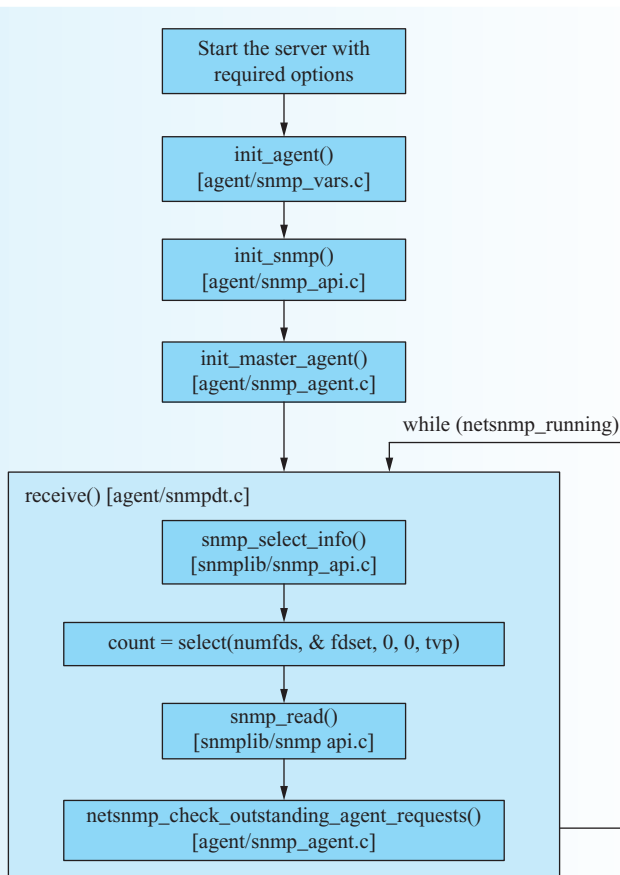 Start the server with
required options
init_agent()
[agent/snmp_vars.c]
init_snmp()
[agent/snmp_api.c]
init_master_agent()
[agent/snmp_agent.c]
while (netsnmp_running)
receive() [agent/snmpdt.c]
snmp_select_info()
[snmplib/snmp_api.c]
count = select(numfds, & fdset, 0, 0, tvp)
snmp_read()
[snmplib/snmp api.c]
netsnmp_check_outstanding_agent_requests()
[agent/snmp_agent.c]